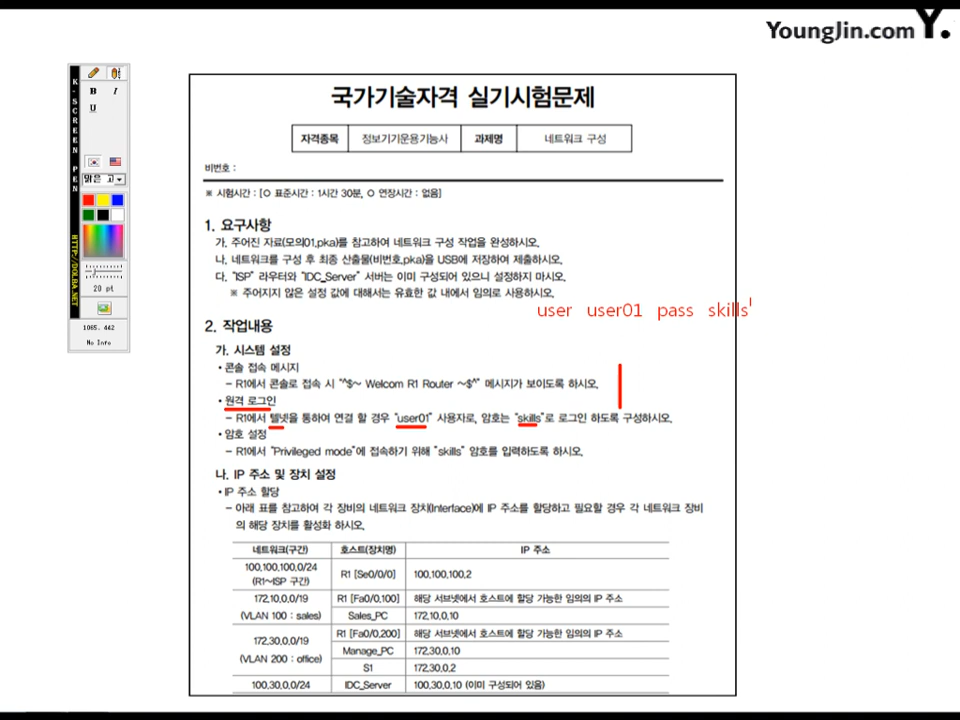 YoungJin.com Y.
K-SCREEN PEN
HTTP://DOLBA.NET
B I
U
맑은 고
20 pt
1065, 442
No Info
국가기술자격 실기시험문제
자격종목 정보기기운용기능사 과제명 네트워크 구성
비번호 :
※ 시험시간 : [O 표준시간 : 1시간 30분, O 연장시간 : 없음]
1. 요구사항
가. 주어진 자료(모의01.pka)를 참고하여 네트워크 구성 작업을 완성하시오.
나. 네트워크를 구성 후 최종 산출물(비번호.pka)을 USB에 저장하여 제출하시오.
다. "ISP" 라우터와 "IDC_Server" 서버는 이미 구성되어 있으니 설정하지 마시오.
※ 주어지지 않은 설정 값에 대해서는 유효한 값 내에서 임의로 사용하시오.
user user01 pass skills
2. 작업내용
가. 시스템 설정
• 콘솔 접속 메시지
- R1에서 콘솔로 접속 시 "^$~ Welcom R1 Router ~$^" 메시지가 보이도록 하시오.
• 원격 로그인
- R1에서 텔넷을 통하여 연결 할 경우 "user01" 사용자로, 암호는 "skills"로 로그인 하도록 구성하시오.
• 암호 설정
- R1에서 "Privileged mode"에 접속하기 위해 "skills" 암호를 입력하도록 하시오.
나. IP 주소 및 장치 설정
• IP 주소 할당
- 아래 표를 참고하여 각 장비의 네트워크 장치(Interface)에 IP 주소를 할당하고 필요할 경우 각 네트워크 장비
의 해당 장치를 활성화 하시오.
네트워크(구간) 호스트(장치명) IP 주소
100.100.100.0/24
(R1~ISP 구간) R1 [Se0/0/0] 100.100.100.2
172.10.0.0/19 R1 [Fa0/0.100] 해당 서브넷에서 호스트에 할당 가능한 임의의 IP 주소
(VLAN 100 : sales) Sales_PC 172.10.0.10
172.30.0.0/19 R1 [Fa0/0.200] 해당 서브넷에서 호스트에 할당 가능한 임의의 IP 주소
(VLAN 200 : office) Manage_PC 172.30.0.10
S1 172.30.0.2
100.30.0.0/24 IDC_Server 100.30.0.10 (이미 구성되어 있음)